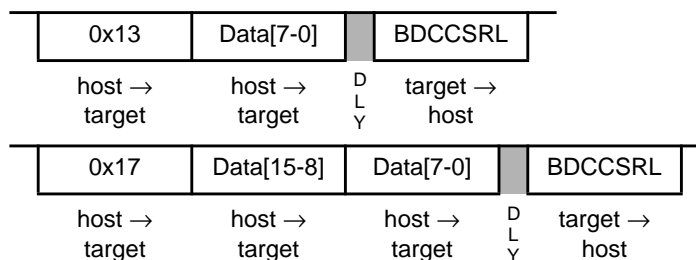 0x13 Data[7-0] BDCCSRL
host → host → D target →
target target L host
Y
0x17 Data[15-8] Data[7-0] BDCCSRL
host → host → host → D target →
target target target L host
Y